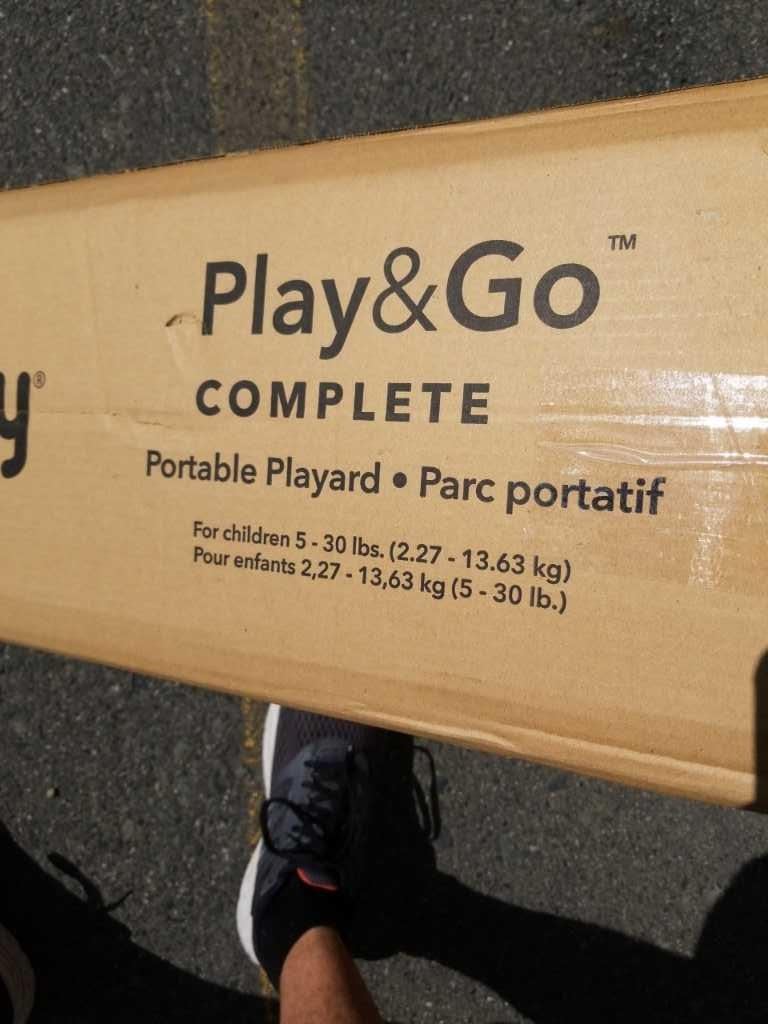 Play&Go™
COMPLETE
y®
Portable Playard • Parc portatif
For children 5 - 30 lbs. (2.27 - 13.63 kg)
Pour enfants 2,27 - 13,63 kg (5 - 30 lb.)